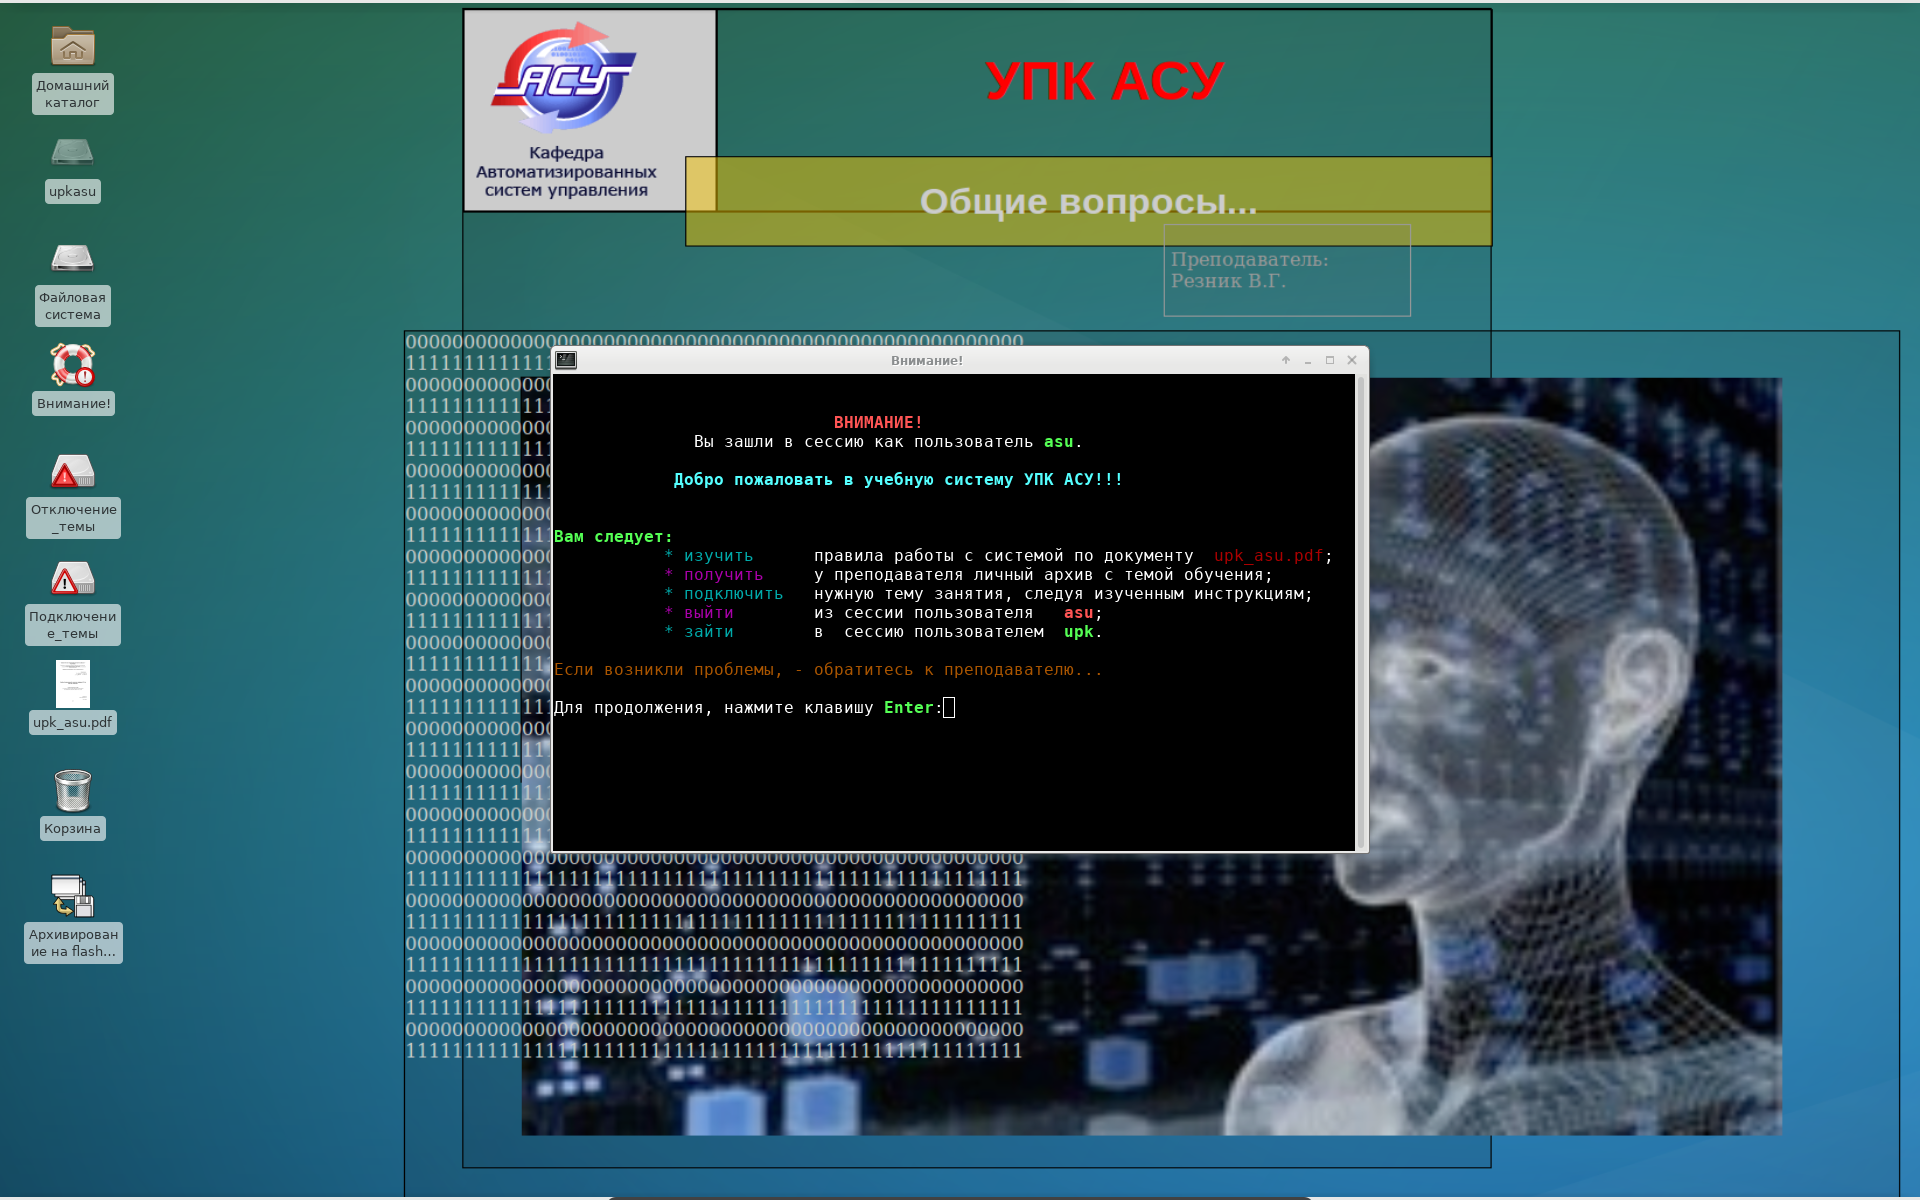 Домашний
каталог
upkasu
Файловая
система
Внимание!
Отключение
_темы
Подключени
е_темы
upk_asu.pdf
Корзина
Архивирован
ие на flash...
АСУ
Кафедра
Автоматизированных
систем управления
УПК АСУ
Общие вопросы...
Преподаватель:
Резник В.Г.
Внимание!
ВНИМАНИЕ!
Вы зашли в сессию как пользователь asu.
Добро пожаловать в учебную систему УПК АСУ!!!
Вам следует:
* изучить правила работы с системой по документу upk_asu.pdf;
* получить у преподавателя личный архив с темой обучения;
* подключить нужную тему занятия, следуя изученным инструкциям;
* выйти из сессии пользователя asu;
* зайти в сессию пользователем upk.
Если возникли проблемы, - обратитесь к преподавателю...
Для продолжения, нажмите клавишу Enter: